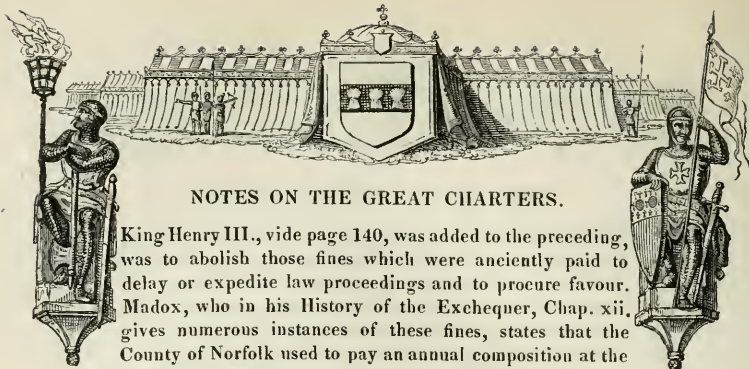 NOTES ON THE GREAT CHARTERS.
King Henry III., vide page 140, was added to the preceding,
was to abolish those fines which were anciently paid to
delay or expedite law proceedings and to procure favour.
Madox, who in his History of the Exchequer, Chap. xii.
gives numerous instances of these fines, states that the
County of Norfolk used to pay an annual composition at the